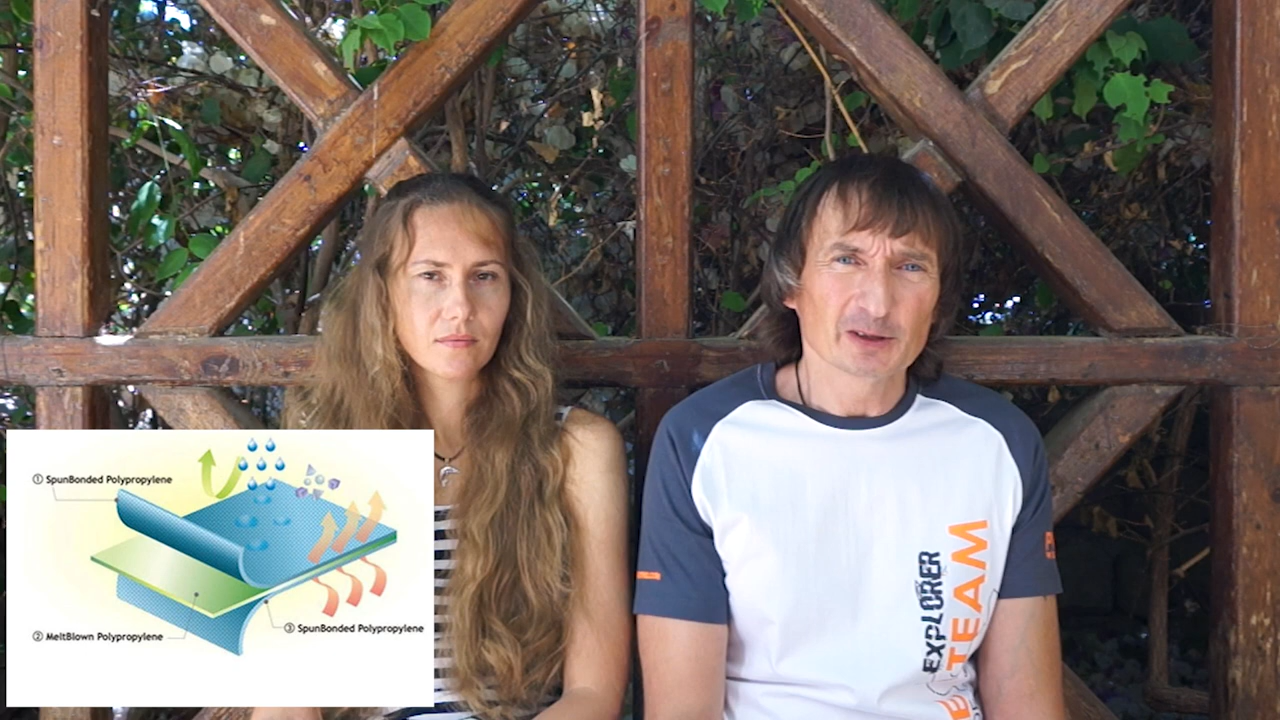 ① SpunBonded Polypropylene
② MeltBlown Polypropylene
③ SpunBonded Polypropylene
EXPLORER
TEAM